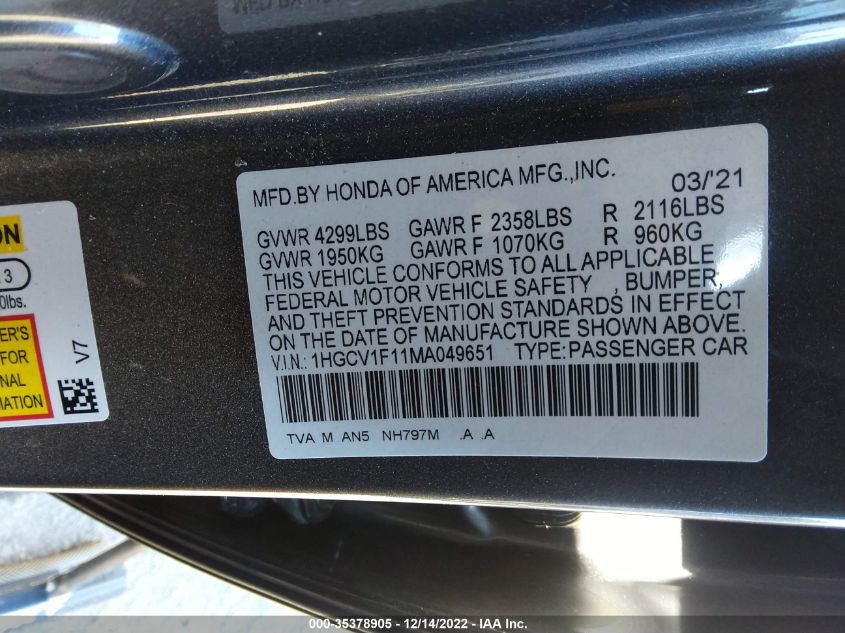 MFD.BY HONDA OF AMERICA MFG.,INC. 03/'21
GVWR 4299LBS GAWR F 2358LBS R 2116LBS
GVWR 1950KG GAWR F 1070KG R 960KG
THIS VEHICLE CONFORMS TO ALL APPLICABLE
FEDERAL MOTOR VEHICLE SAFETY , BUMPER,
AND THEFT PREVENTION STANDARDS IN EFFECT
ON THE DATE OF MANUFACTURE SHOWN ABOVE.
V.I.N.: 1HGCV1F11MA049651 TYPE:PASSENGER CAR
TVA M AN5 NH797M .A .A
ON
3
0lbs.
ER'S
FOR
NAL
MATION
V7
000-35378905 - 12/14/2022 - IAA Inc.